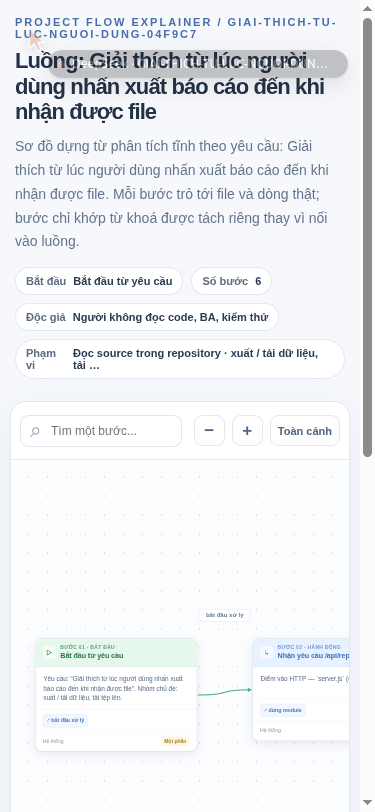 PROJECT FLOW EXPLAINER / GIAI-THICH-TU-
LUC-NGUOI-DUNG-04F9C7
Luồng: Giải thích từ lúc người
dùng nhấn xuất báo cáo đến khi
nhận được file
Sơ đồ dựng từ phân tích tĩnh theo yêu cầu: Giải
thích từ lúc người dùng nhấn xuất báo cáo đến khi
nhận được file. Mỗi bước trỏ tới file và dòng thật;
bước chỉ khớp từ khoá được tách riêng thay vì nối
vào luồng.
Bắt đầu Bắt đầu từ yêu cầu
Số bước 6
Độc giả Người không đọc code, BA, kiểm thử
Phạm vi Đọc source trong repository · xuất / tải dữ liệu, tài ...
Tìm một bước...
− + Toàn cảnh
bắt đầu xử lý
BƯỚC 01 · BẮT ĐẦU
Bắt đầu từ yêu cầu
Yêu cầu: "Giải thích từ lúc người dùng nhấn xuất
báo cáo đến khi nhận được file". Nhóm chủ đề:
xuất / tải dữ liệu, tài tệp lên.
bắt đầu xử lý
Hệ thống
Một phần
BƯỚC 02 · HÀNH ĐỘNG
Nhận yêu cầu /api/rep
Điểm vào HTTP — `server.js`
dùng module
Hệ thống